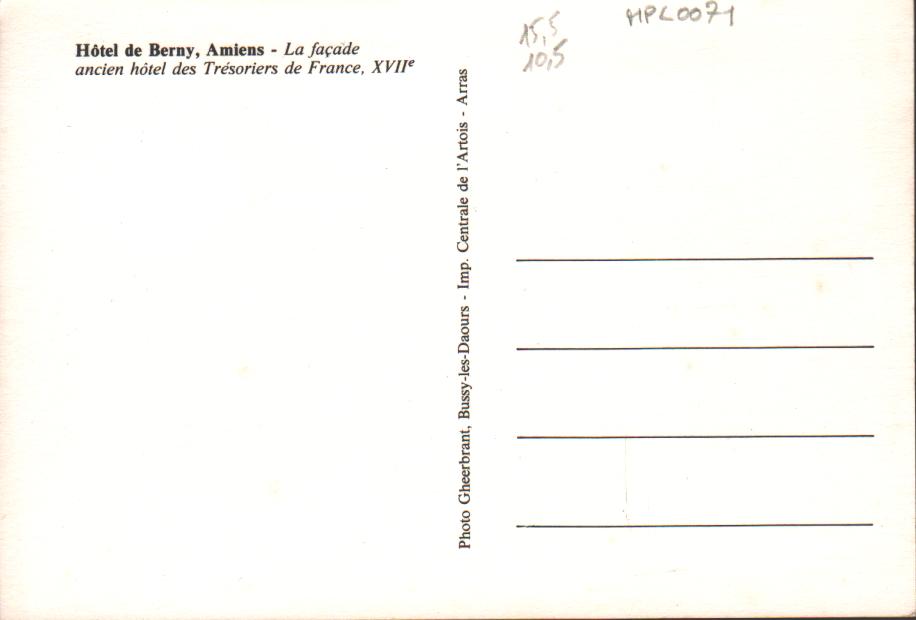 Hôtel de Berny, Amiens - La façade
ancien hôtel des Trésoriers de France, XVIIe
Photo Gheerbrant, Bussy-les-Daours - Imp. Centrale de l'Artois - Arras
15,5
10,5
MPL0071